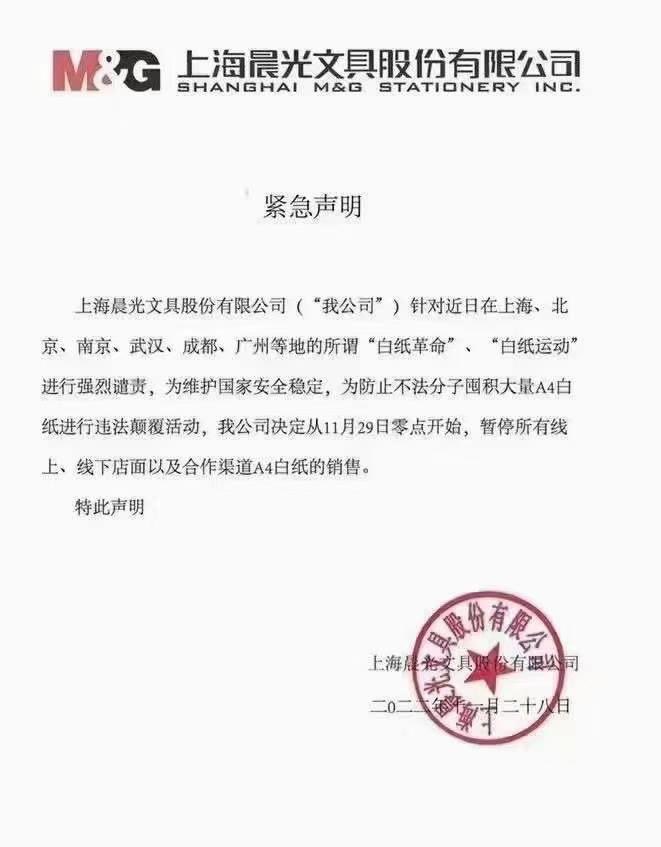 M&G 上海晨光文具股份有限公司
SHANGHAI M&G STATIONERY INC.
紧急声明
上海晨光文具股份有限公司（“我公司”）针对近日在上海、北
京、南京、武汉、成都、广州等地的所谓“白纸革命”、“白纸运动”
进行强烈谴责，为维护国家安全稳定，为防止不法分子囤积大量A4白
纸进行违法颠覆活动，我公司决定从11月29日零点开始，暂停所有线
上、线下店面以及合作渠道A4白纸的销售。
特此声明
上海晨光文具股份有限公司
二0二二年十一月二十八日
上海晨光文具股份有限公司